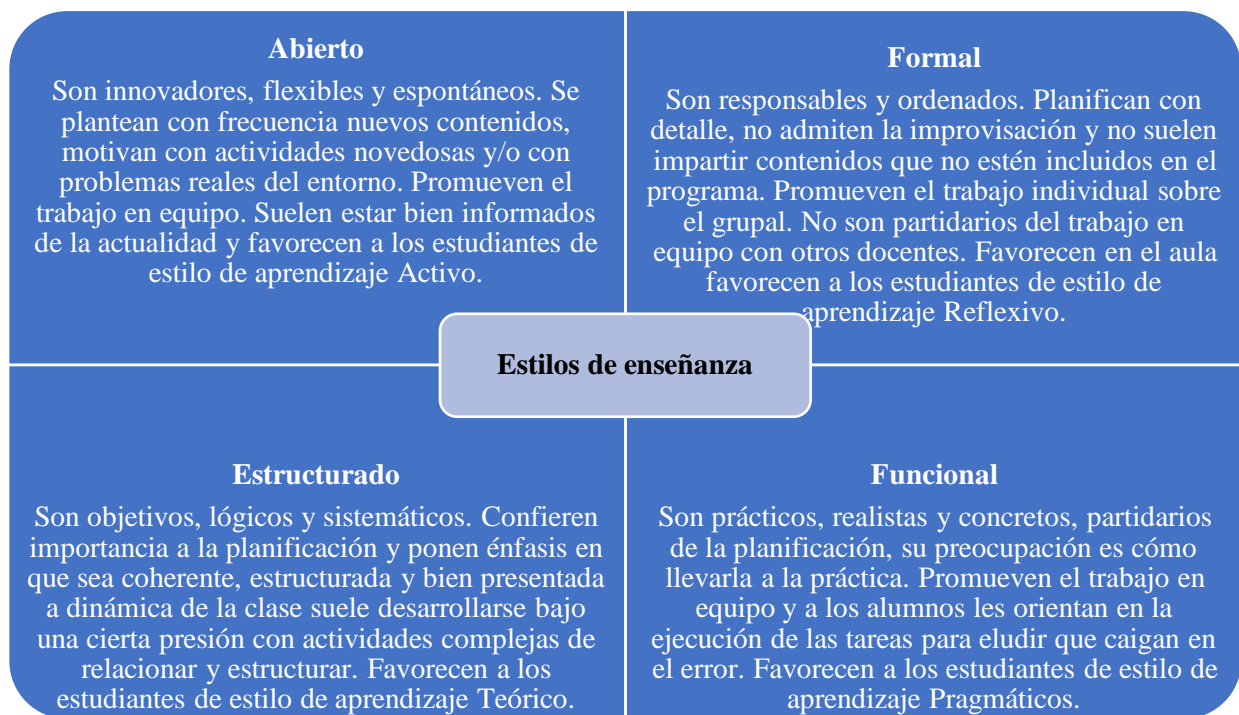 Abierto
Son innovadores, flexibles y espontáneos. Se
plantean con frecuencia nuevos contenidos,
motivan con actividades novedosas y/o con
problemas reales del entorno. Promueven el
trabajo en equipo. Suelen estar bien informados
de la actualidad y favorecen a los estudiantes de
estilo de aprendizaje Activo.
Formal
Son responsables y ordenados. Planifican con
detalle, no admiten la improvisación y no suelen
impartir contenidos que no estén incluidos en el
programa. Promueven el trabajo individual sobre
el grupal. No son partidarios del trabajo en
equipo con otros docentes. Favorecen en el aula
favorecen a los estudiantes de estilo de
aprendizaje Reflexivo.
Estilos de enseñanza
Estructurado
Son objetivos, lógicos y sistemáticos. Confieren
importancia a la planificación y ponen énfasis en
que sea coherente, estructurada y bien presentada
a dinámica de la clase suele desarrollarse bajo
una cierta presión con actividades complejas de
relacionar y estructurar. Favorecen a los
estudiantes de estilo de aprendizaje Teórico.
Funcional
Son prácticos, realistas y concretos, partidarios
de la planificación, su preocupación es cómo
llevarla a la práctica. Promueven el trabajo en
equipo y a los alumnos les orientan en la
ejecución de las tareas para eludir que caigan en
el error. Favorecen a los estudiantes de estilo de
aprendizaje Pragmáticos.